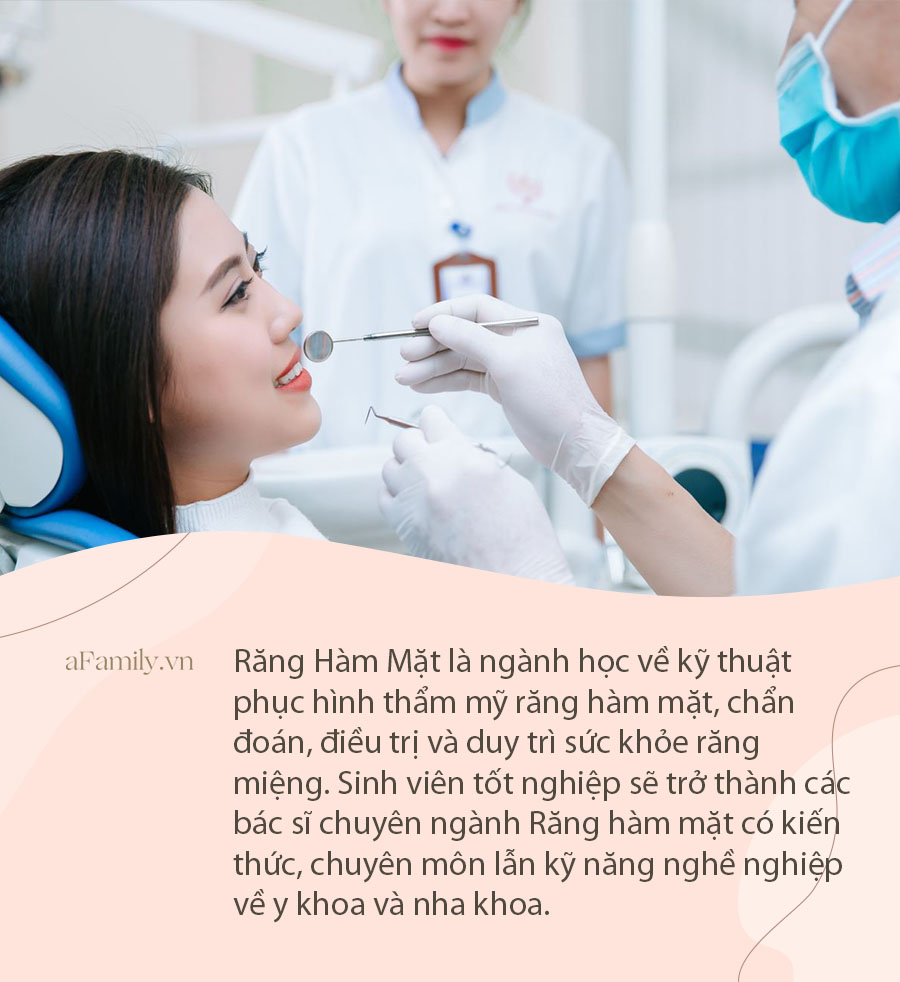 aFamily.vn
Răng Hàm Mặt là ngành học về kỹ thuật
phục hình thẩm mỹ răng hàm mặt, chẩn
đoán, điều trị và duy trì sức khỏe răng
miệng. Sinh viên tốt nghiệp sẽ trở thành các
bác sĩ chuyên ngành Răng hàm mặt có kiến
thức, chuyên môn lẫn kỹ năng nghề nghiệp
về y khoa và nha khoa.